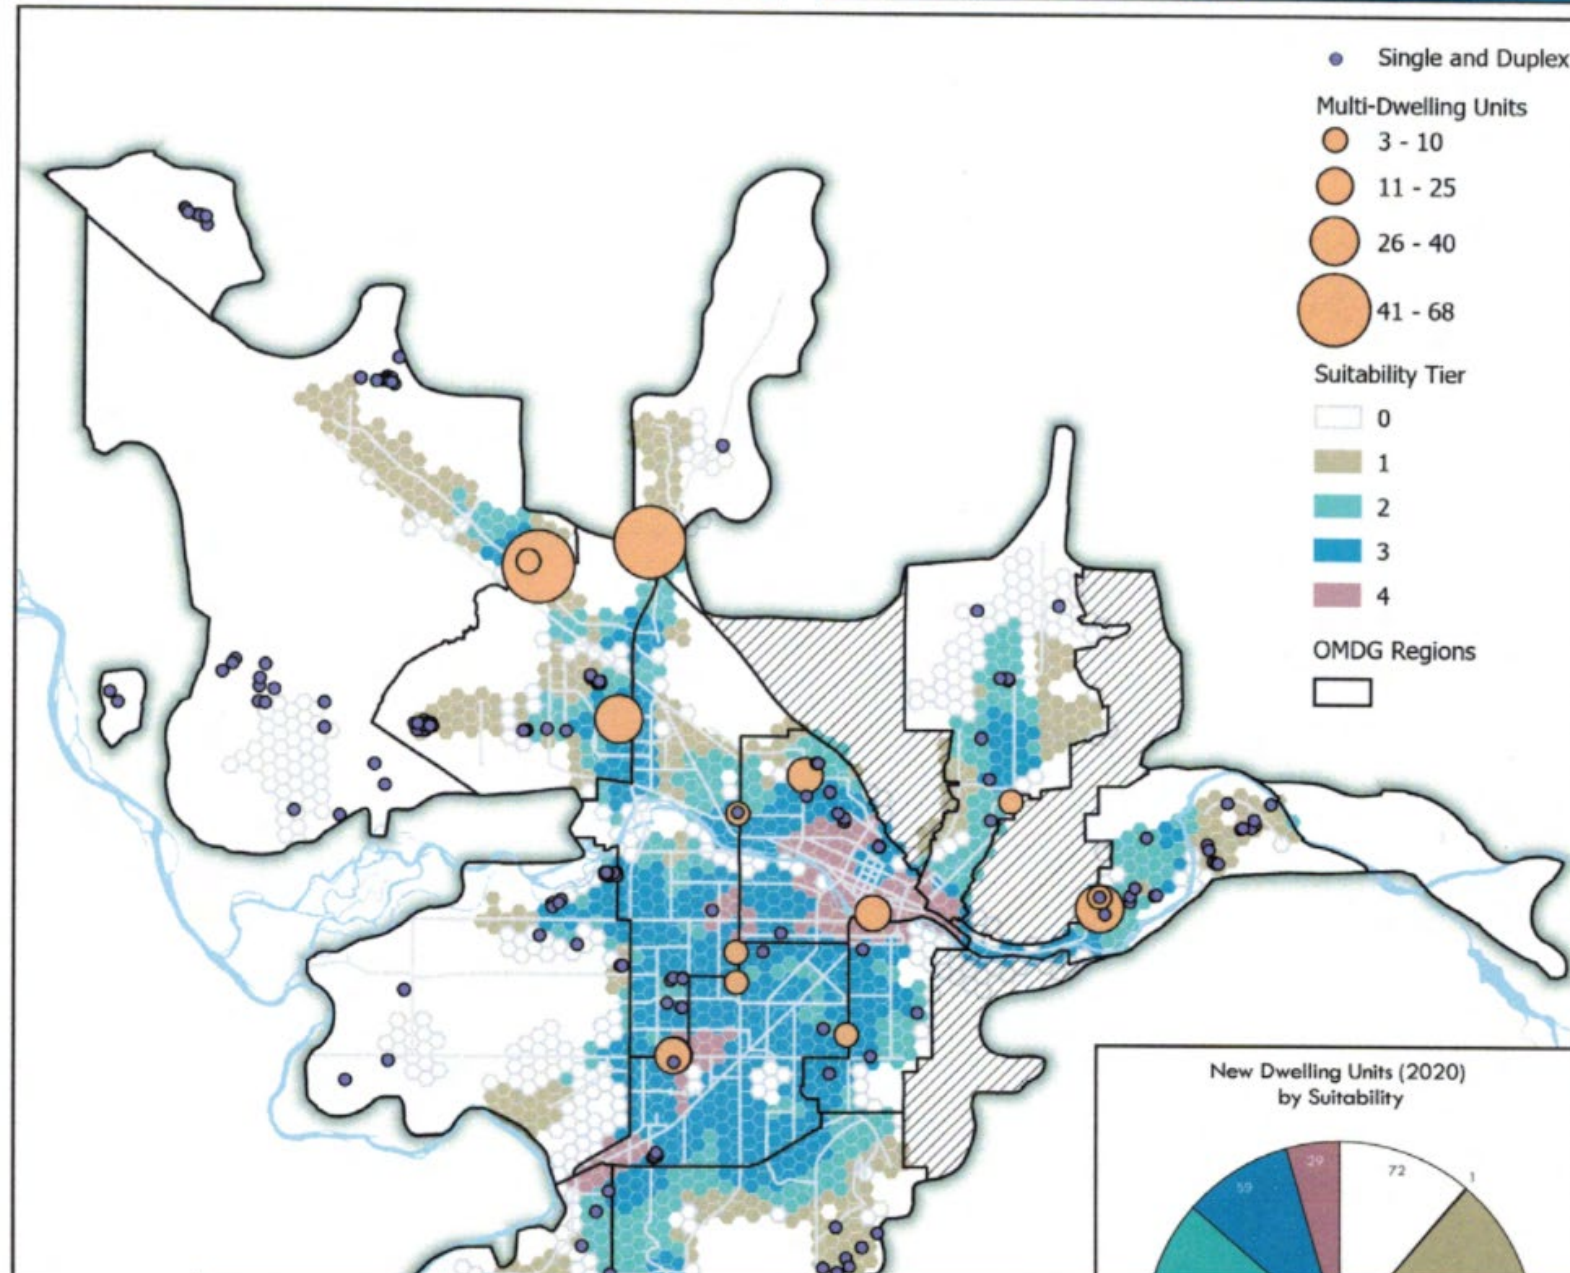 Single and Duplex
Multi-Dwelling Units
3 - 10
11 - 25
26 - 40
41 - 68
Suitability Tier
0
1
2
3
4
OMDG Regions
New Dwelling Units (2020)
by Suitability
29
72
1
59